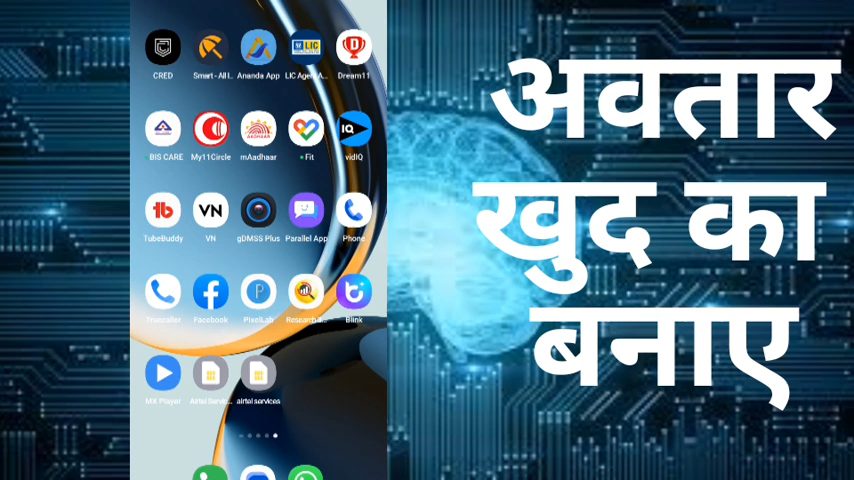 CRED
Smart - All I...
Ananda App
LIC Agent A...
Dream11
BIS CARE
My11Circle
mAadhaar
Fit
vidIQ
TubeBuddy
VN
gDMSS Plus
Parallel App
Phone
Truecaller
Facebook
PixelLab
Blink
MX Player
Airtel Servic...
airtel services
अवतार
खुद का
बनाए